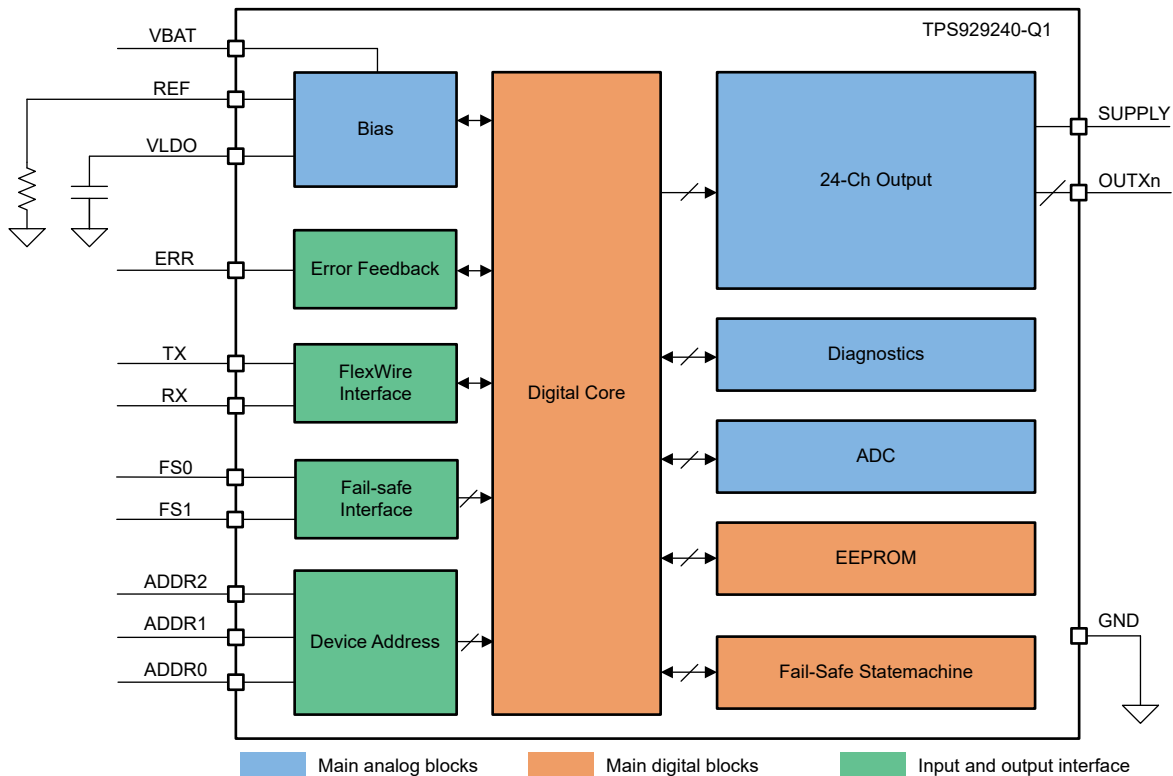 TPS929240-Q1
VBAT
REF
VLDO
Bias
ERR
Error Feedback
TX
RX
FlexWire
Interface
FS0
FS1
Fail-safe
Interface
ADDR2
ADDR1
ADDR0
Device Address
Digital Core
24-Ch Output
SUPPLY
OUTXn
Diagnostics
ADC
EEPROM
Fail-Safe Statemachine
GND
Main analog blocks
Main digital blocks
Input and output interface